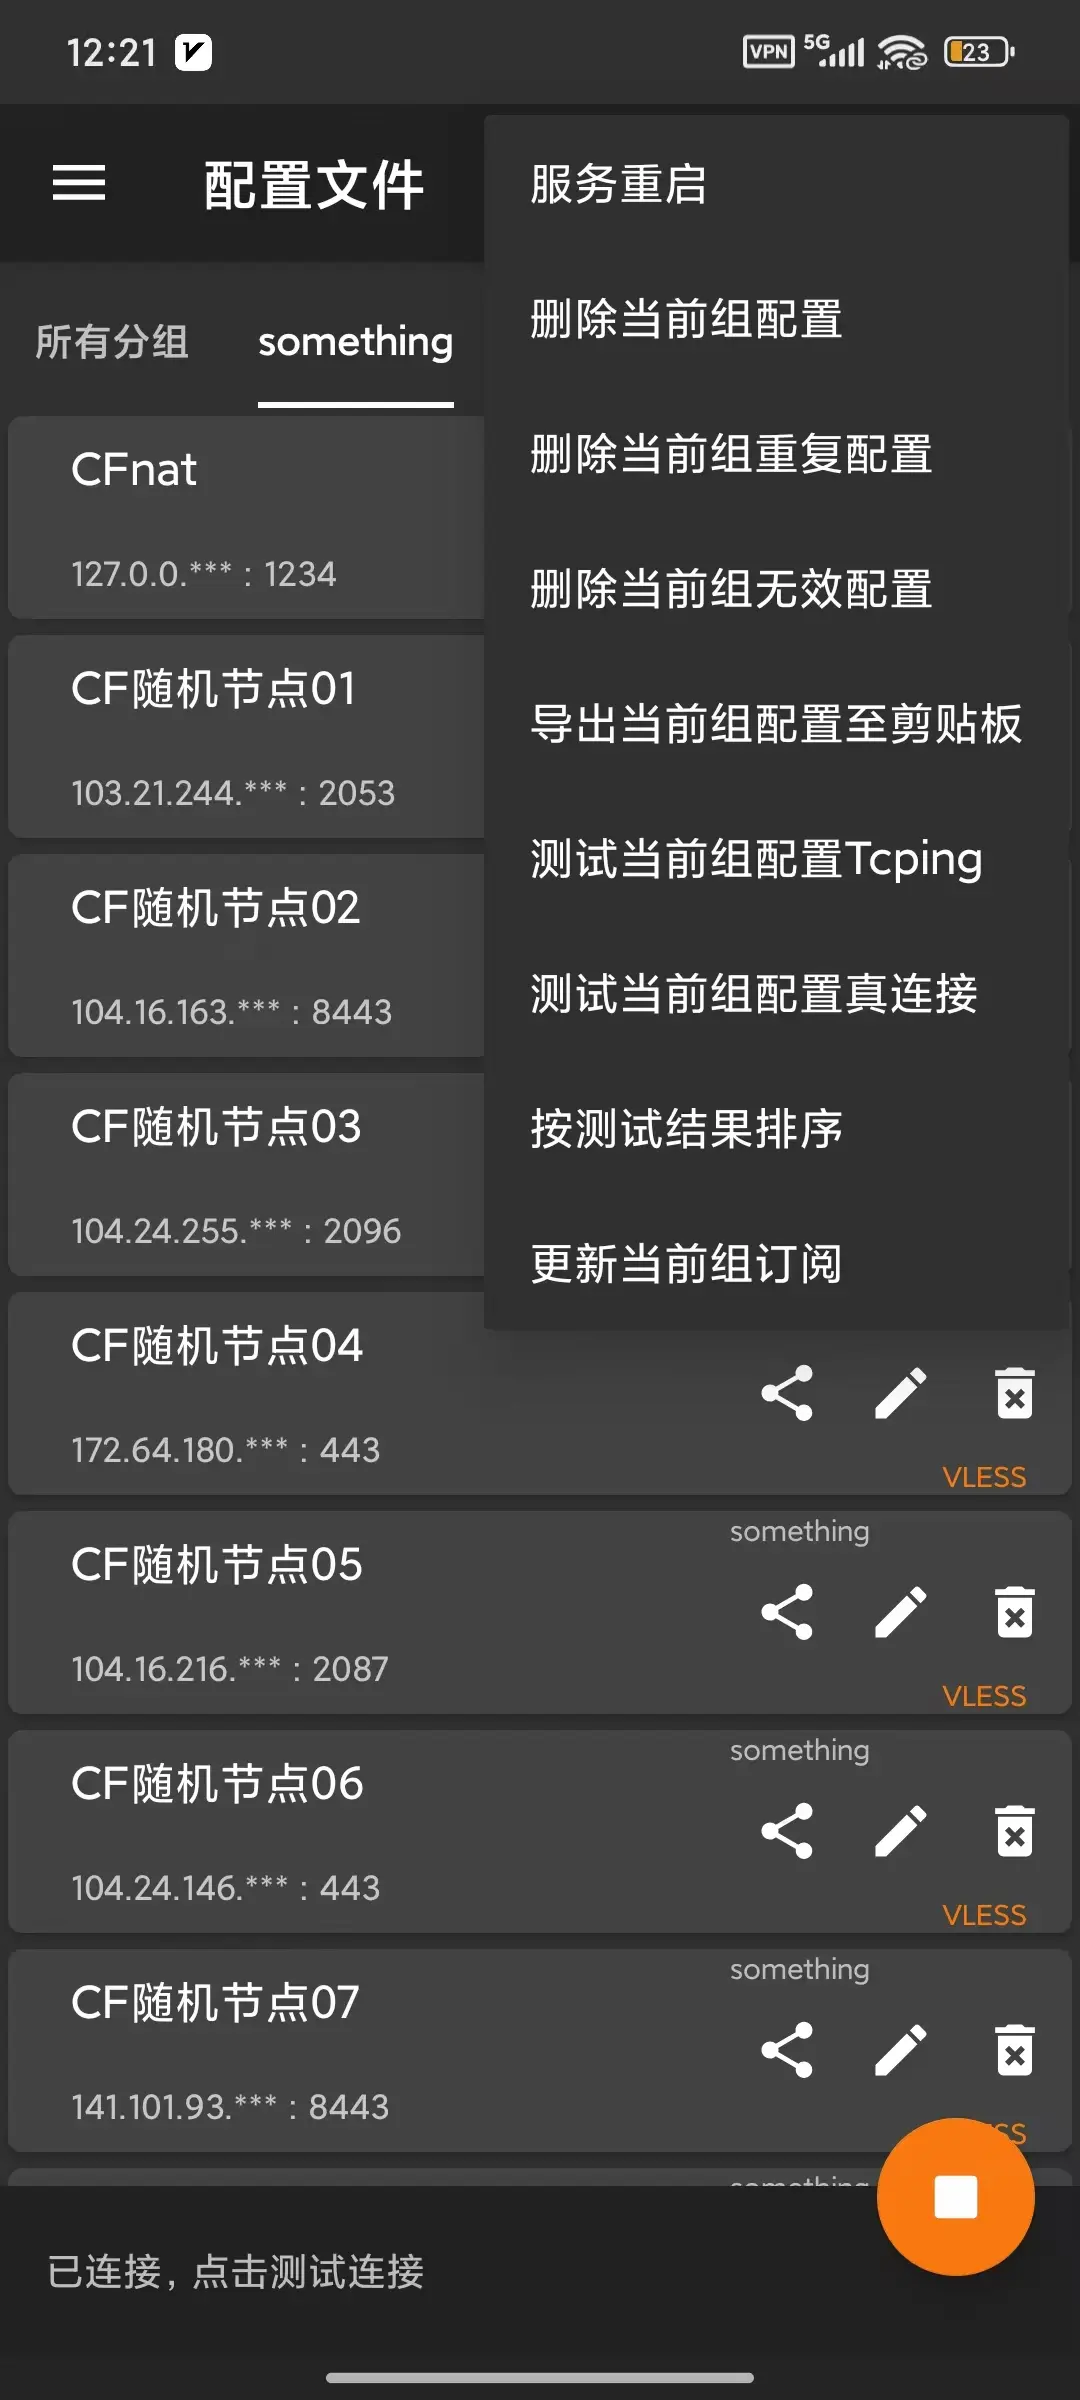 12:21
VPN 5G 23
配置文件
所有分组
something
服务重启
删除当前组配置
删除当前组重复配置
删除当前组无效配置
导出当前组配置至剪贴板
测试当前组配置Tcping
测试当前组配置真连接
按测试结果排序
更新当前组订阅
CFnat
127.0.0.*** : 1234
CF随机节点01
103.21.244.*** : 2053
CF随机节点02
104.16.163.*** : 8443
CF随机节点03
104.24.255.*** : 2096
CF随机节点04
172.64.180.*** : 443
VLESS
something
CF随机节点05
104.16.216.*** : 2087
VLESS
something
CF随机节点06
104.24.146.*** : 443
VLESS
something
CF随机节点07
141.101.93.*** : 8443
SS
something
已连接，点击测试连接